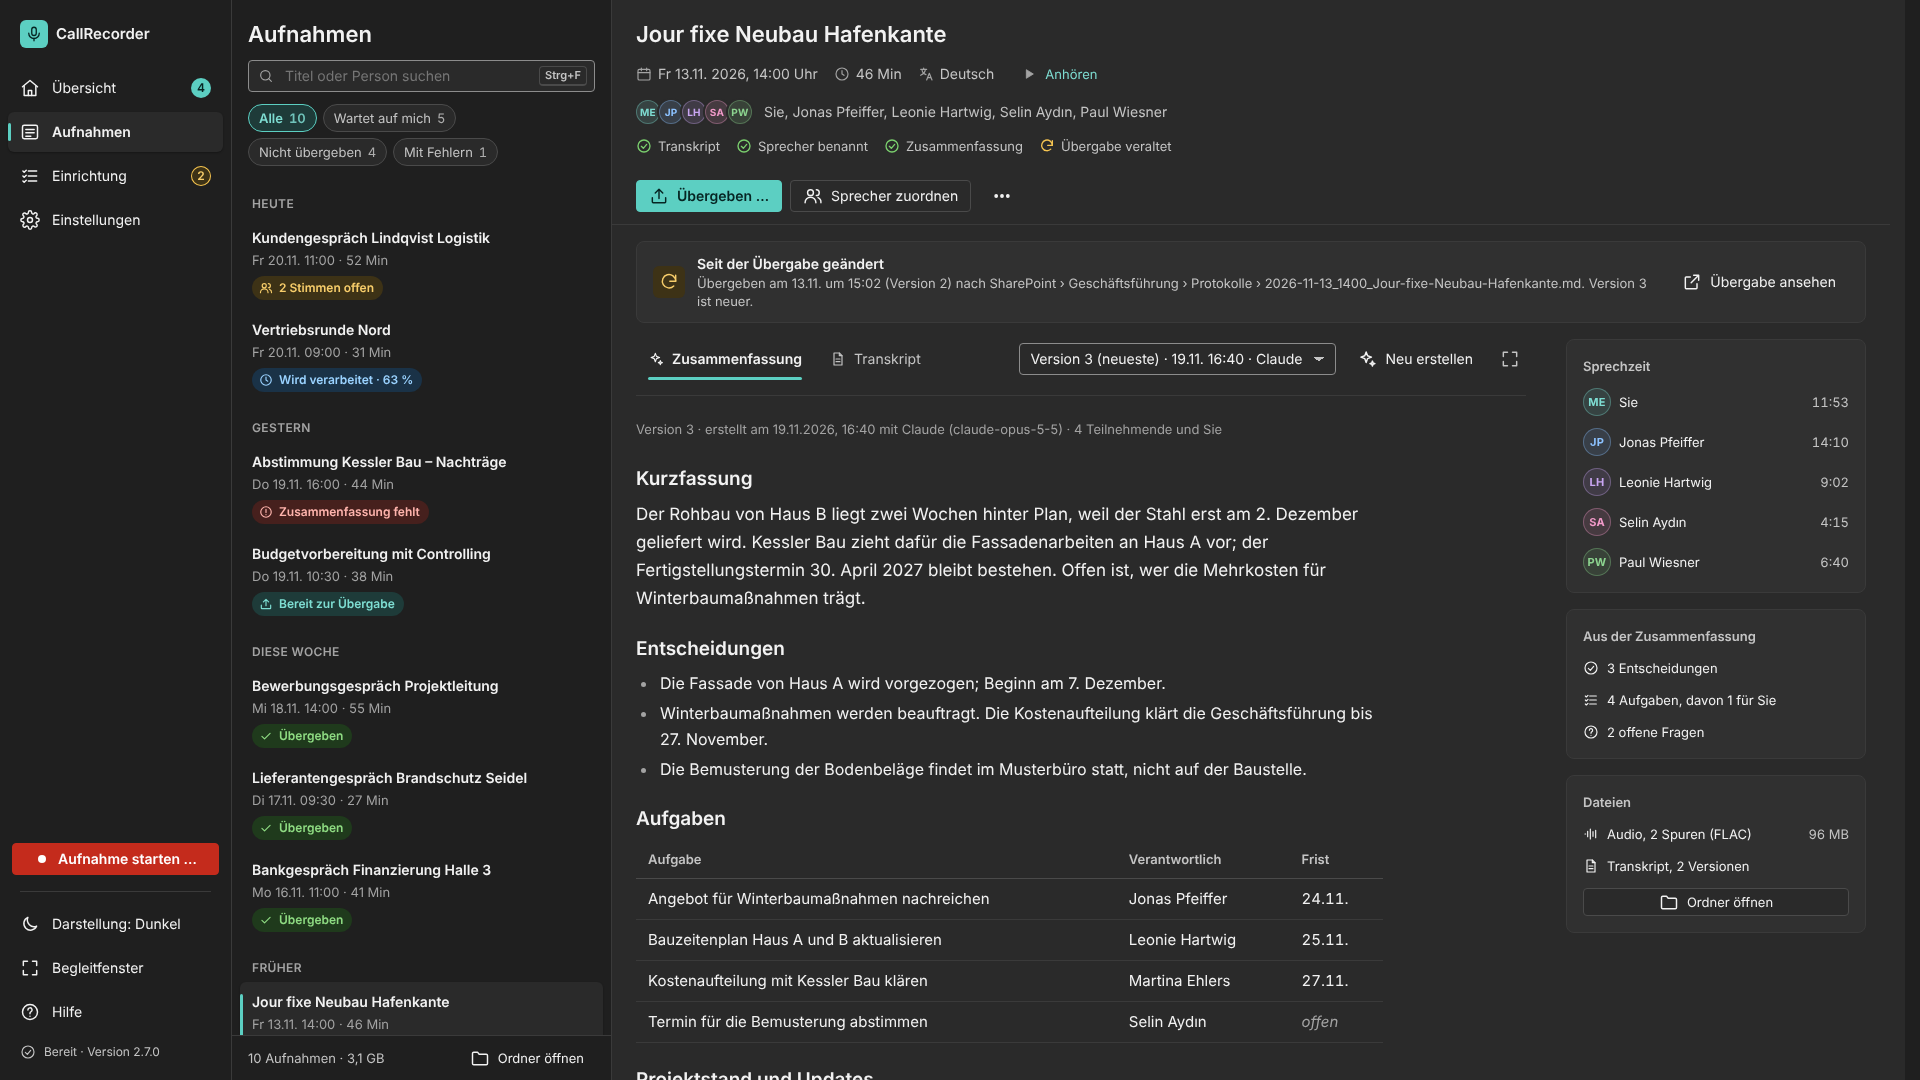 CallRecorder
Übersicht 4
Aufnahmen
Einrichtung 2
Einstellungen
Aufnahme starten ...
Darstellung: Dunkel
Begleitfenster
Hilfe
Bereit · Version 2.7.0
Aufnahmen
Titel oder Person suchen Strg+F
Alle 10 Wartet auf mich 5
Nicht übergeben 4 Mit Fehlern 1
HEUTE
Kundengespräch Lindqvist Logistik
Fr 20.11. 11:00 · 52 Min
2 Stimmen offen
Vertriebsrunde Nord
Fr 20.11. 09:00 · 31 Min
Wird verarbeitet · 63 %
GESTERN
Abstimmung Kessler Bau – Nachträge
Do 19.11. 16:00 · 44 Min
Zusammenfassung fehlt
Budgetvorbereitung mit Controlling
Do 19.11. 10:30 · 38 Min
Bereit zur Übergabe
DIESE WOCHE
Bewerbungsgespräch Projektleitung
Mi 18.11. 14:00 · 55 Min
Übergeben
Lieferantengespräch Brandschutz Seidel
Di 17.11. 09:30 · 27 Min
Übergeben
Bankgespräch Finanzierung Halle 3
Mo 16.11. 11:00 · 41 Min
Übergeben
FRÜHER
Jour fixe Neubau Hafenkante
Fr 13.11. 14:00 · 46 Min
10 Aufnahmen · 3,1 GB Ordner öffnen
Jour fixe Neubau Hafenkante
Fr 13.11. 2026, 14:00 Uhr 46 Min Deutsch Anhören
ME JP LH SA PW Sie, Jonas Pfeiffer, Leonie Hartwig, Selin Aydın, Paul Wiesner
Transkript Sprecher benannt Zusammenfassung Übergabe veraltet
Übergeben ... Sprecher zuordnen
Seit der Übergabe geändert
Übergeben am 13.11. um 15:02 (Version 2) nach SharePoint › Geschäftsführung › Protokolle › 2026-11-13_1400_Jour-fixe-Neubau-Hafenkante.md. Version 3
ist neuer.
Übergabe ansehen
Zusammenfassung Transkript Version 3 (neueste) · 19.11. 16:40 · Claude Neu erstellen
Version 3 · erstellt am 19.11.2026, 16:40 mit Claude (claude-opus-5-5) · 4 Teilnehmende und Sie
Kurzfassung
Der Rohbau von Haus B liegt zwei Wochen hinter Plan, weil der Stahl erst am 2. Dezember
geliefert wird. Kessler Bau zieht dafür die Fassadenarbeiten an Haus A vor; der
Fertigstellungstermin 30. April 2027 bleibt bestehen. Offen ist, wer die Mehrkosten für
Winterbaumaßnahmen trägt.
Entscheidungen
• Die Fassade von Haus A wird vorgezogen; Beginn am 7. Dezember.
• Winterbaumaßnahmen werden beauftragt. Die Kostenaufteilung klärt die Geschäftsführung bis
27. November.
• Die Bemusterung der Bodenbeläge findet im Musterbüro statt, nicht auf der Baustelle.
Aufgaben
Aufgabe Verantwortlich Frist
Angebot für Winterbaumaßnahmen nachreichen Jonas Pfeiffer 24.11.
Bauzeitenplan Haus A und B aktualisieren Leonie Hartwig 25.11.
Kostenaufteilung mit Kessler Bau klären Martina Ehlers 27.11.
Termin für die Bemusterung abstimmen Selin Aydın offen
Projektstand und Updates
Sprechzeit
ME Sie 11:53
JP Jonas Pfeiffer 14:10
LH Leonie Hartwig 9:02
SA Selin Aydın 4:15
PW Paul Wiesner 6:40
Aus der Zusammenfassung
3 Entscheidungen
4 Aufgaben, davon 1 für Sie
2 offene Fragen
Dateien
Audio, 2 Spuren (FLAC) 96 MB
Transkript, 2 Versionen
Ordner öffnen